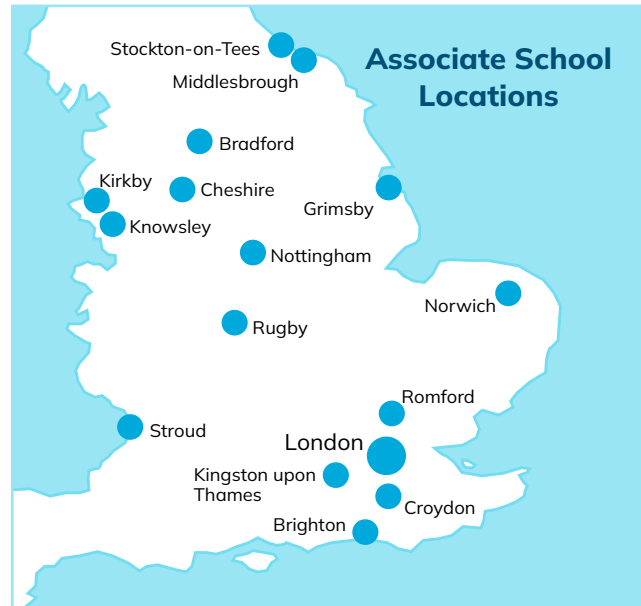 Associate School
Locations
Stockton-on-Tees
Middlesbrough
Bradford
Kirkby
Cheshire
Grimsby
Knowsley
Nottingham
Norwich
Rugby
Romford
Stroud
London
Kingston upon
Thames
Croydon
Brighton